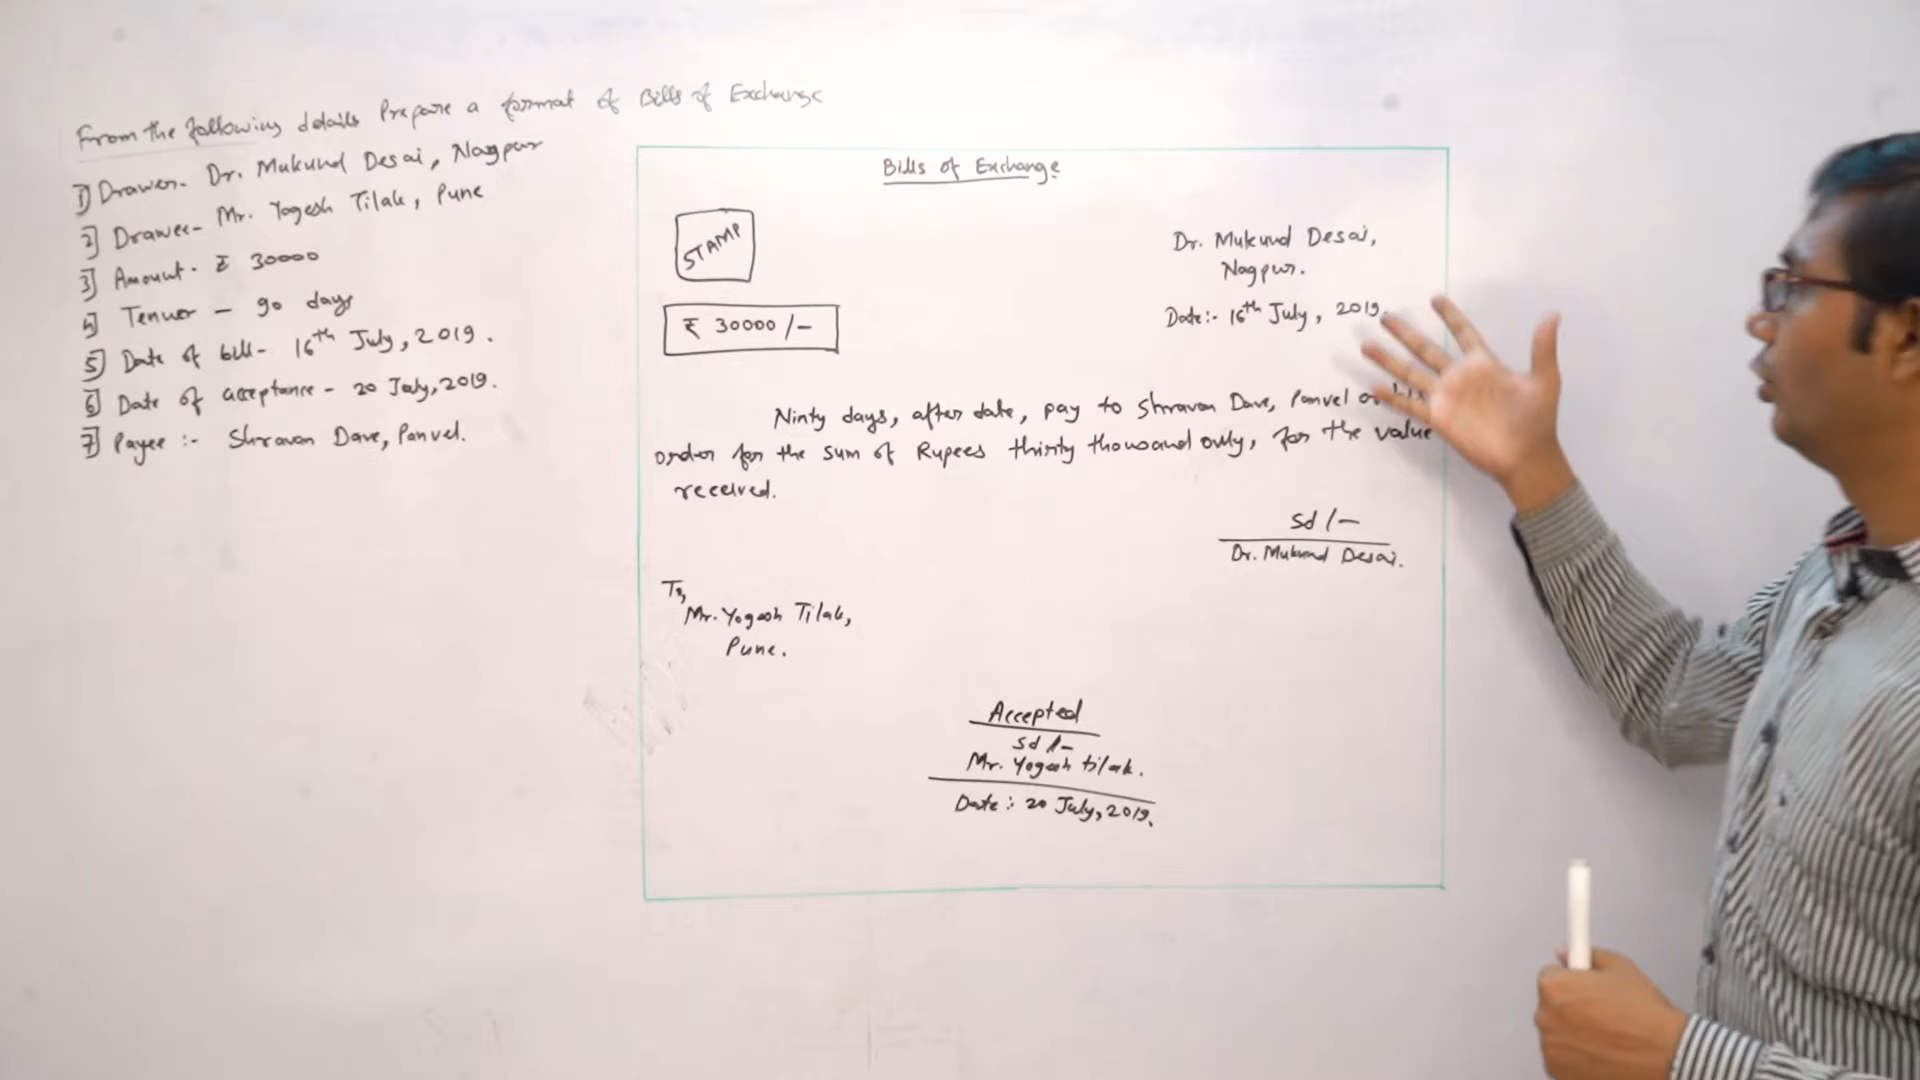 From the following details Prepare a format of Bills of Exchange
1] Drawer- Dr. Mukund Desai, Nagpur
2] Drawee- Mr. Yogesh Tilak, Pune
3] Amount- ₹ 30000
4] Tenuer - 90 days
5] Date of bill- 16th July, 2019.
6] Date of acceptance - 20 July, 2019.
7] Payee :- Shravan Dave, Panvel.
Bills of Exchange
STAMP
Dr. Mukund Desai,
Nagpur.
Date:- 16th July, 2019.
₹ 30000 /-
Ninty days, after date, pay to Shravan Dave, Panvel or
order for the sum of Rupees thirty thousand only, for the value
received.
Sd /-
Dr. Mukund Desai.
To,
Mr. Yogesh Tilak,
Pune.
Accepted
Sd /-
Mr. Yogesh tilak.
Date :- 20 July, 2019.